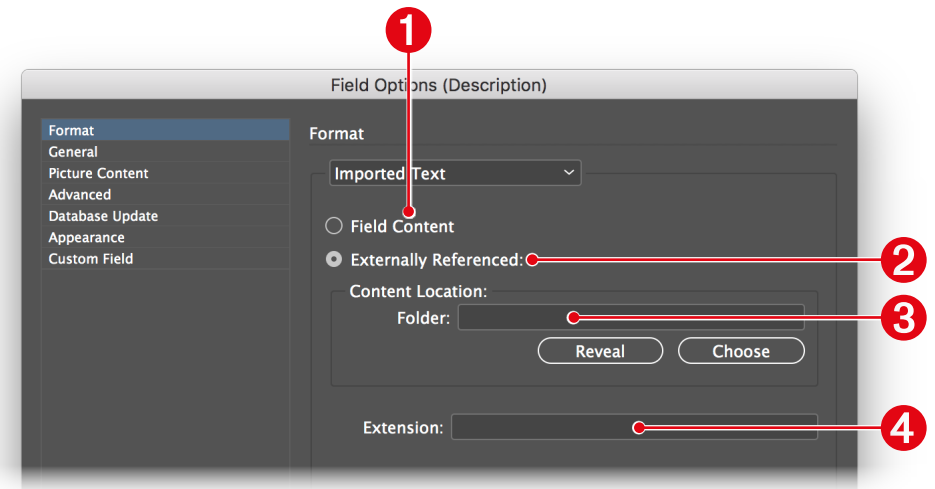 1
Field Options (Description)
Format
General
Picture Content
Advanced
Database Update
Appearance
Custom Field
Format
Imported Text
Field Content
Externally Referenced:
2
Content Location:
Folder:
3
Reveal
Choose
Extension:
4